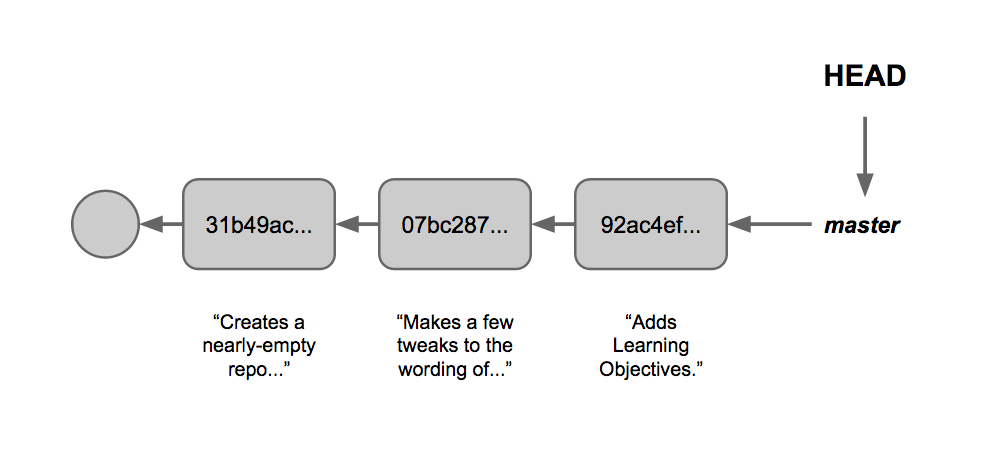 HEAD
31b49ac...
07bc287...
92ac4ef...
master
“Creates a
nearly-empty
repo...”
“Makes a few
tweaks to the
wording of...”
“Adds
Learning
Objectives.”